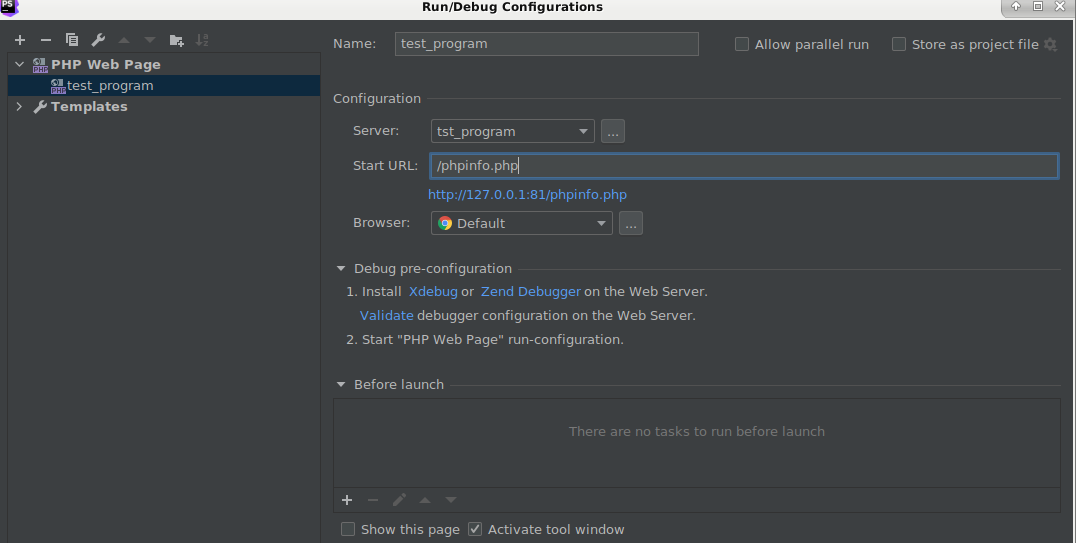 PS
Run/Debug Configurations
Name: test_program Allow parallel run Store as project file
PHP PHP Web Page
PHP test_program
Templates
Configuration
Server: tst_program ...
Start URL: /phpinfo.php
http://127.0.0.1:81/phpinfo.php
Browser: Default ...
Debug pre-configuration
1. Install Xdebug or Zend Debugger on the Web Server.
Validate debugger configuration on the Web Server.
2. Start "PHP Web Page" run-configuration.
Before launch
There are no tasks to run before launch
Show this page Activate tool window